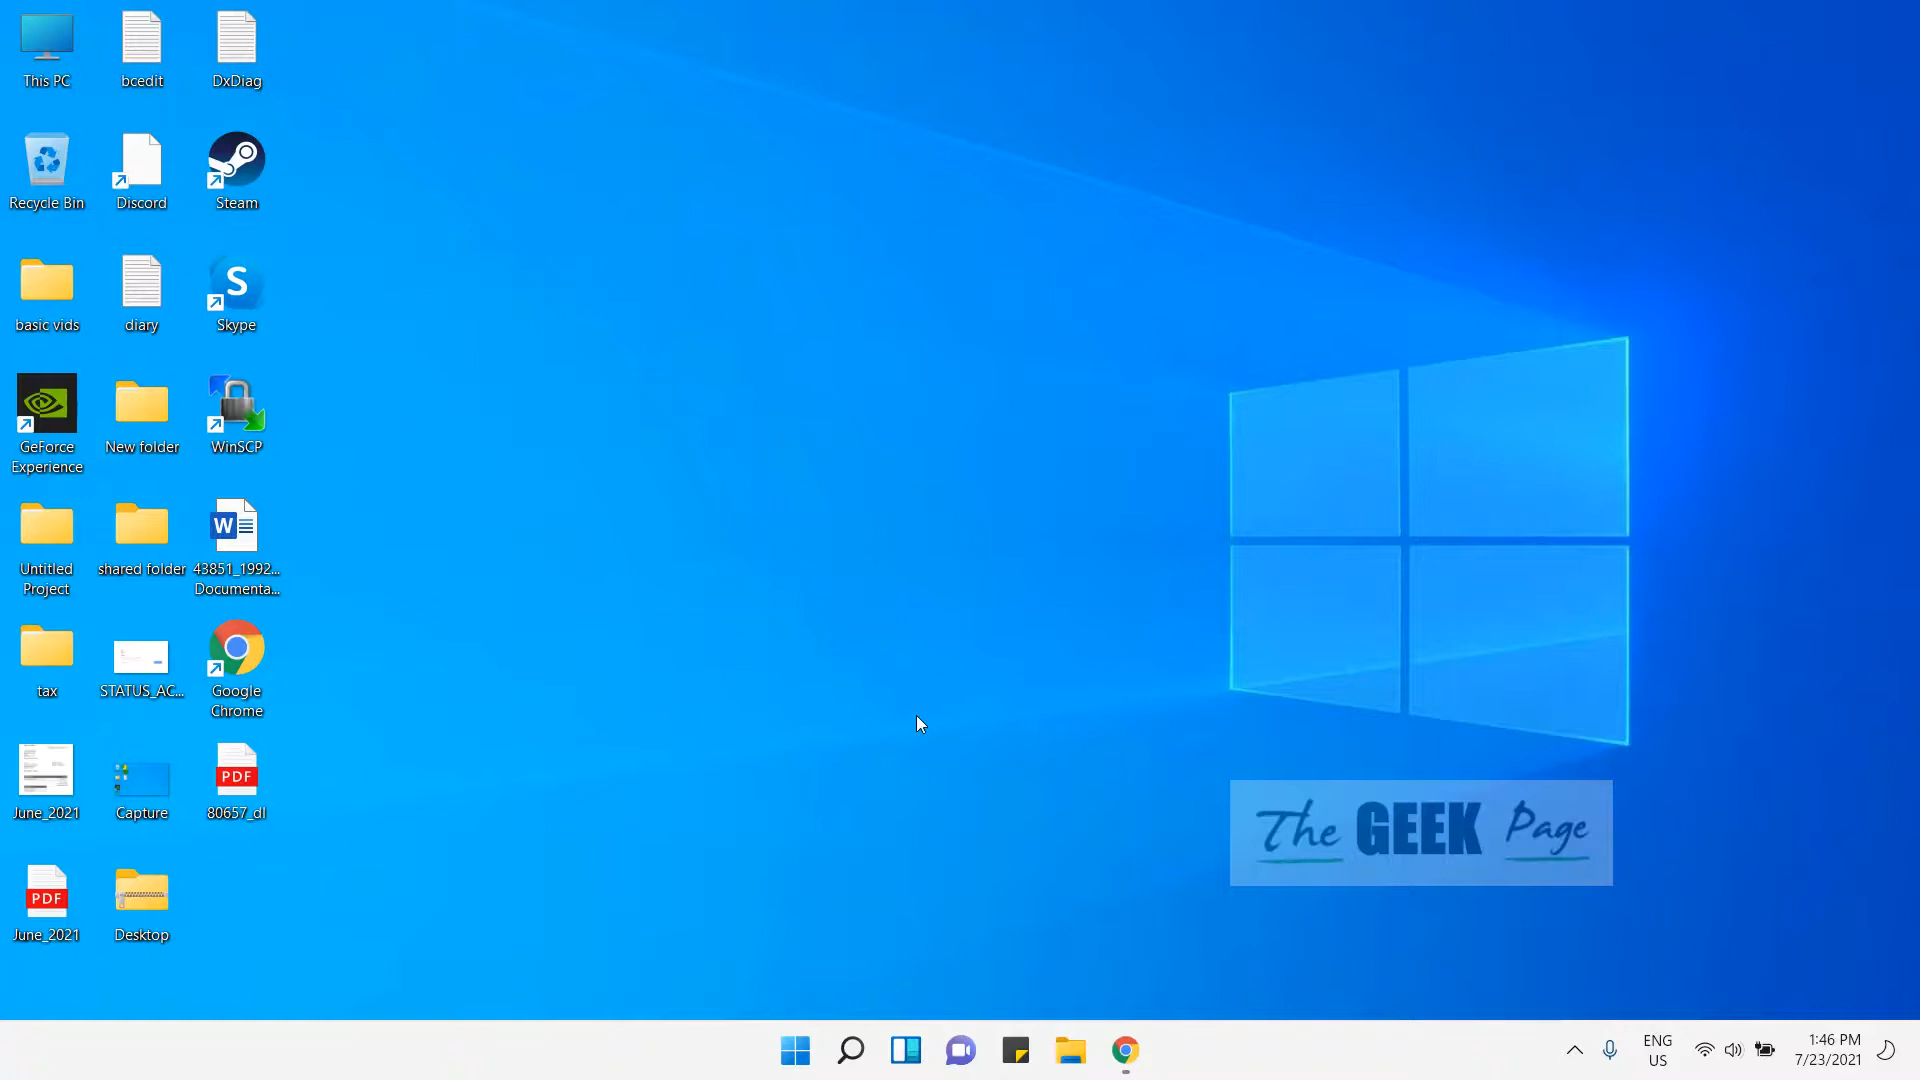 This PC
bcedit
DxDiag
Recycle Bin
Discord
Steam
basic vids
diary
S
Skype
GeForce
Experience
New folder
WinSCP
Untitled
Project
shared folder
W
43851_1992...
Documenta...
tax
STATUS_AC...
Google
Chrome
June_2021
Capture
PDF
80657_dl
PDF
June_2021
Desktop
The GEEK Page
ENG
US
1:46 PM
7/23/2021